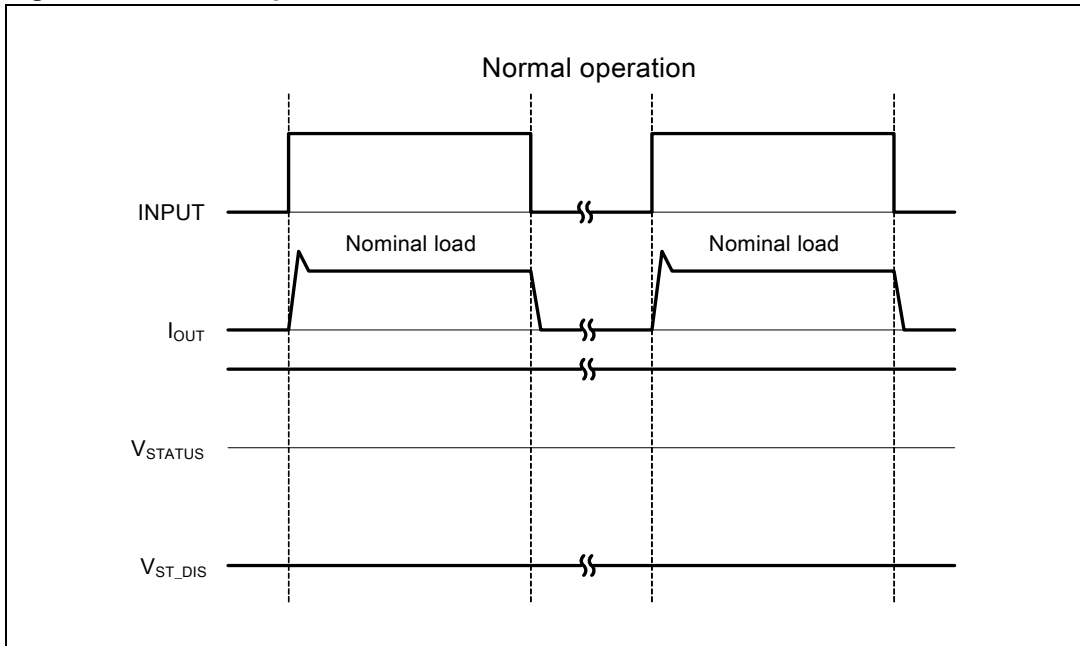 Normal operation
INPUT
Nominal load Nominal load
IOUT
VSTATUS
VST_DIS